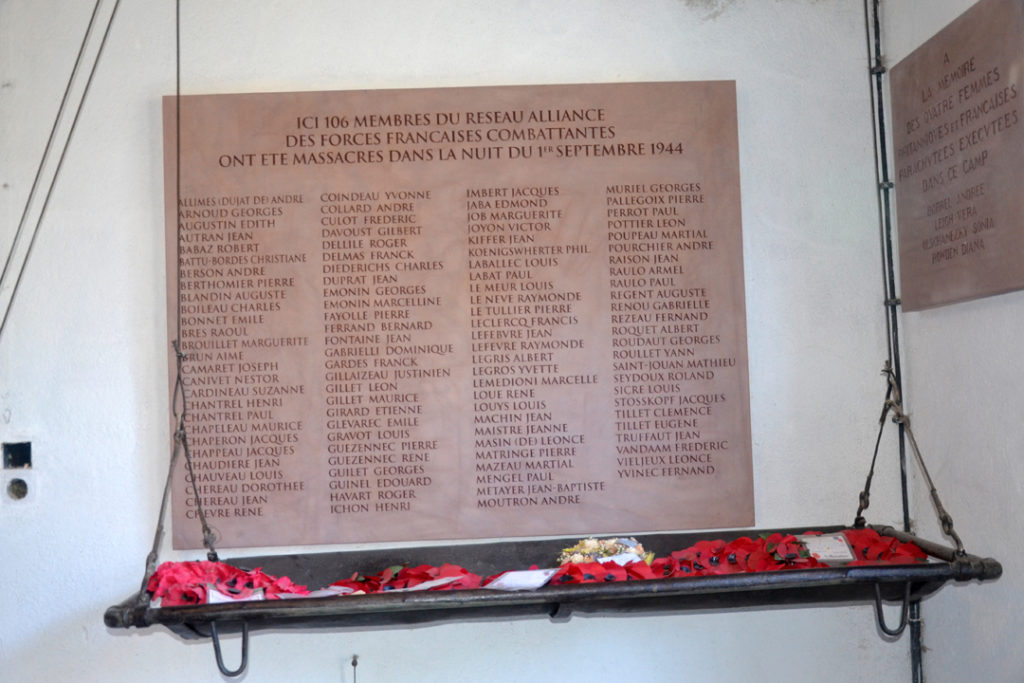 ICI 106 MEMBRES DU RESEAU ALLIANCE
DES FORCES FRANCAISES COMBATTANTES
ONT ETE MASSACRES DANS LA NUIT DU 1ER SEPTEMBRE 1944
ALLIMES (DUJAT DE) ANDRE
ARNOUD GEORGES
AUGUSTIN EDITH
AUTRAN JEAN
BABAZ ROBERT
BATTU-BORDES CHRISTIANE
BERSON ANDRE
BERTHOMIER PIERRE
BLANDIN AUGUSTE
BOILEAU CHARLES
BONNET EMILE
BRES RAOUL
BROUILLET MARGUERITE
BRUN AIME
CAMARET JOSEPH
CANIVET NESTOR
CARDINEAU SUZANNE
CHANTREL HENRI
CHANTREL PAUL
CHAPELEAU MAURICE
CHAPERON JACQUES
CHAPPEAU JACQUES
CHAUDIERE JEAN
CHAUVEAU LOUIS
CHEREAU DOROTHEE
CHEREAU JEAN
CHEVRE RENE
COINDEAU YVONNE
COLLARD ANDRE
CULOT FREDERIC
DAVOUST GILBERT
DELLILE ROGER
DELMAS FRANCK
DIEDERICHS CHARLES
DUPRAT JEAN
EMONIN GEORGES
EMONIN MARCELLINE
FAYOLLE PIERRE
FERRAND BERNARD
FONTAINE JEAN
GABRIELLI DOMINIQUE
GARDES FRANCK
GILLAIZEAU JUSTINIEN
GILLET LEON
GILLET MAURICE
GIRARD ETIENNE
GLEVAREC EMILE
GRAVOT LOUIS
GUEZENNEC PIERRE
GUEZENNEC RENE
GUILET GEORGES
GUINEL EDOUARD
HAVART ROGER
ICHON HENRI
IMBERT JACQUES
JABA EDMOND
JOB MARGUERITE
JOYON VICTOR
KIFFER JEAN
KOENIGSWHERTER PHIL.
LABALLEC LOUIS
LABAT PAUL
LE MEUR LOUIS
LE NEVE RAYMONDE
LE TULLIER PIERRE
LECLERCQ FRANCIS
LEFEBVRE JEAN
LEFEVRE RAYMONDE
LEGRIS ALBERT
LEGROS YVETTE
LEMEDIONI MARCELLE
LOUE RENE
LOUYS LOUIS
MACHIN JEAN
MAISTRE JEANNE
MASIN (DE) LEONCE
MATRINGE PIERRE
MAZEAU MARTIAL
MENGEL PAUL
METAYER JEAN-BAPTISTE
MOUTRON ANDRE
MURIEL GEORGES
PALLEGOIX PIERRE
PERROT PAUL
POTTIER LEON
POUPEAU MARTIAL
POURCHIER ANDRE
RAISON JEAN
RAULO ARMEL
RAULO PAUL
REGENT AUGUSTE
RENOU GABRIELLE
REZEAU FERNAND
ROQUET ALBERT
ROUDAUT GEORGES
ROULLET YANN
SAINT-JOUAN MATHIEU
SEYDOUX ROLAND
SICRE LOUIS
STOSSKOPF JACQUES
TILLET CLEMENCE
TILLET EUGENE
TRUFFAUT JEAN
VANDAAM FREDERIC
VIELJEUX LEONCE
YVINEC FERNAND
A
LA MEMOIRE
DES QUATRE FEMMES
BRITANNIQUES ET FRANÇAISES
PARACHUTEES EXECUTEES
DANS CE CAMP
BORREL ANDREE
LEIGH VERA
OLSCHANEZKY SONIA
ROWDEN DIANA